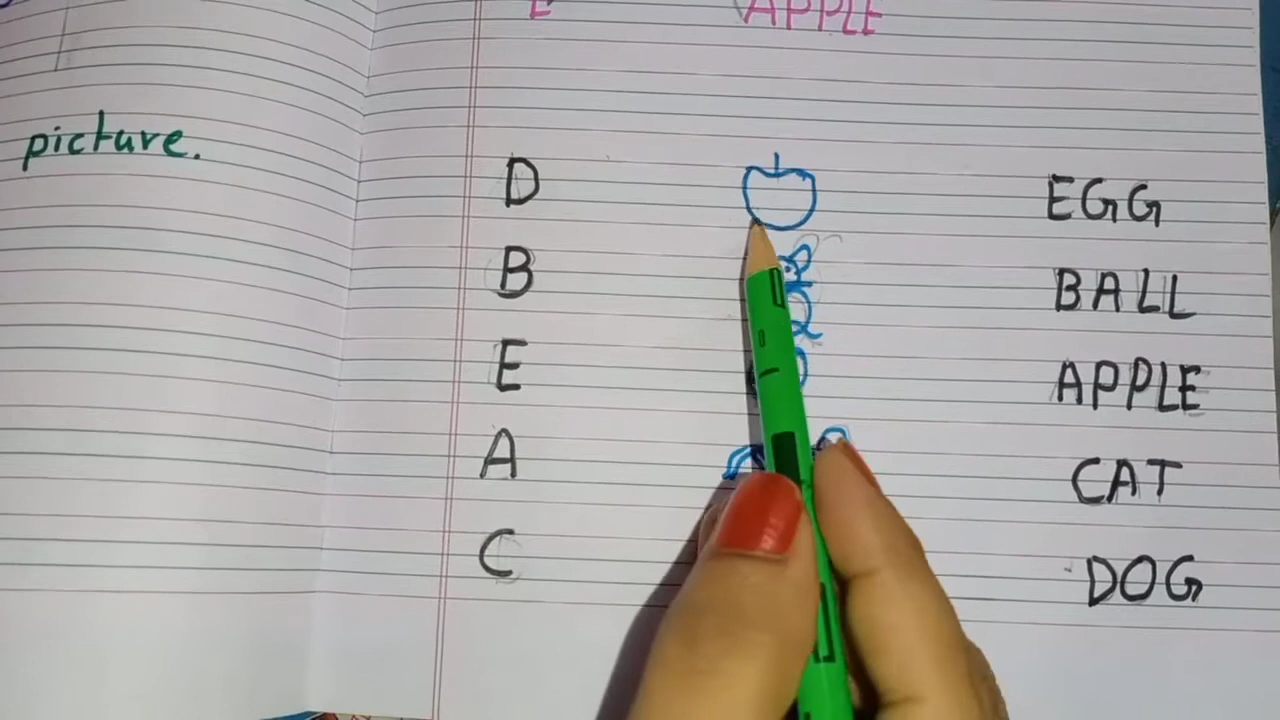 APPLE
picture.
D EGG
B BALL
E APPLE
A CAT
C DOG